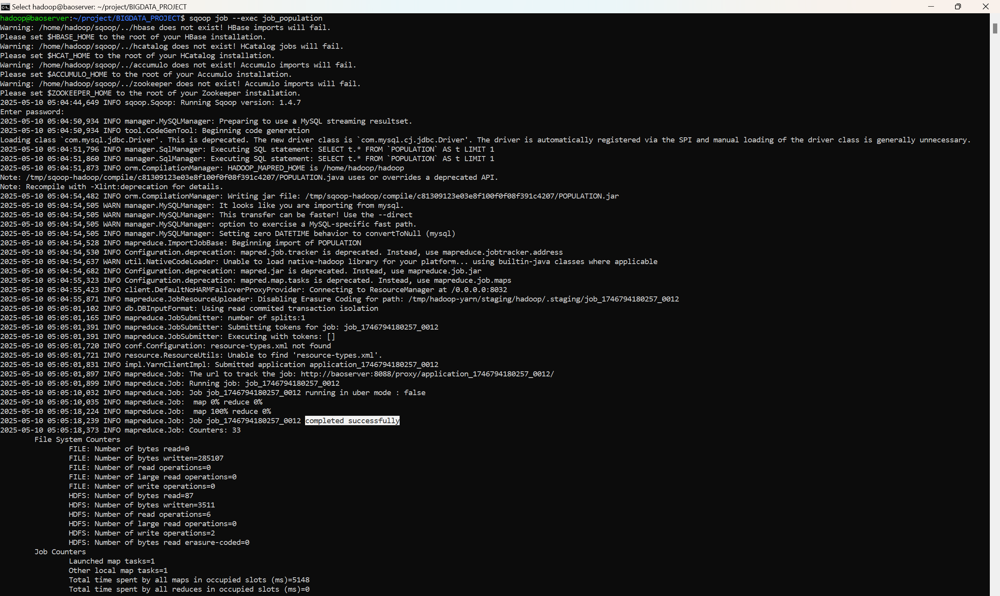 Select hadoop@baoserver: ~/project/BIGDATA_PROJECT
hadoop@baoserver:~/project/BIGDATA_PROJECT$ sqoop job --exec job_population
Warning: /home/hadoop/sqoop/../hbase does not exist! HBase imports will fail.
Please set $HBASE_HOME to the root of your HBase installation.
Warning: /home/hadoop/sqoop/../hcatalog does not exist! HCatalog jobs will fail.
Please set $HCAT_HOME to the root of your HCatalog installation.
Warning: /home/hadoop/sqoop/../accumulo does not exist! Accumulo imports will fail.
Please set $ACCUMULO_HOME to the root of your Accumulo installation.
Warning: /home/hadoop/sqoop/../zookeeper does not exist! Accumulo imports will fail.
Please set $ZOOKEEPER_HOME to the root of your Zookeeper installation.
2025-05-10 05:04:44,649 INFO sqoop.Sqoop: Running Sqoop version: 1.4.7
Enter password:
2025-05-10 05:04:50,934 INFO manager.MySQLManager: Preparing to use a MySQL streaming resultset.
2025-05-10 05:04:50,934 INFO tool.CodeGenTool: Beginning code generation
Loading class `com.mysql.jdbc.Driver'. This is deprecated. The new driver class is `com.mysql.cj.jdbc.Driver'. The driver is automatically registered via the SPI and manual loading of the driver class is generally unnecessary.
2025-05-10 05:04:51,796 INFO manager.SqlManager: Executing SQL statement: SELECT t.* FROM `POPULATION` AS t LIMIT 1
2025-05-10 05:04:51,860 INFO manager.SqlManager: Executing SQL statement: SELECT t.* FROM `POPULATION` AS t LIMIT 1
2025-05-10 05:04:51,873 INFO orm.CompilationManager: HADOOP_MAPRED_HOME is /home/hadoop/hadoop
Note: /tmp/sqoop-hadoop/compile/c81309123e03e8f100f0f08f391c4207/POPULATION.java uses or overrides a deprecated API.
Note: Recompile with -Xlint:deprecation for details.
2025-05-10 05:04:54,482 INFO orm.CompilationManager: Writing jar file: /tmp/sqoop-hadoop/compile/c81309123e03e8f100f0f08f391c4207/POPULATION.jar
2025-05-10 05:04:54,505 WARN manager.MySQLManager: It looks like you are importing from mysql.
2025-05-10 05:04:54,505 WARN manager.MySQLManager: This transfer can be faster! Use the --direct
2025-05-10 05:04:54,505 WARN manager.MySQLManager: option to exercise a MySQL-specific fast path.
2025-05-10 05:04:54,505 INFO manager.MySQLManager: Setting zero DATETIME behavior to convertToNull (mysql)
2025-05-10 05:04:54,528 INFO mapreduce.ImportJobBase: Beginning import of POPULATION
2025-05-10 05:04:54,530 INFO Configuration.deprecation: mapred.job.tracker is deprecated. Instead, use mapreduce.jobtracker.address
2025-05-10 05:04:54,637 WARN util.NativeCodeLoader: Unable to load native-hadoop library for your platform... using builtin-java classes where applicable
2025-05-10 05:04:54,682 INFO Configuration.deprecation: mapred.jar is deprecated. Instead, use mapreduce.job.jar
2025-05-10 05:04:55,323 INFO Configuration.deprecation: mapred.map.tasks is deprecated. Instead, use mapreduce.job.maps
2025-05-10 05:04:55,423 INFO client.DefaultNoHARMFailoverProxyProvider: Connecting to ResourceManager at /0.0.0.0:8032
2025-05-10 05:04:55,871 INFO mapreduce.JobResourceUploader: Disabling Erasure Coding for path: /tmp/hadoop-yarn/staging/hadoop/.staging/job_1746794180257_0012
2025-05-10 05:05:01,102 INFO db.DBInputFormat: Using read commited transaction isolation
2025-05-10 05:05:01,165 INFO mapreduce.JobSubmitter: number of splits:1
2025-05-10 05:05:01,391 INFO mapreduce.JobSubmitter: Submitting tokens for job: job_1746794180257_0012
2025-05-10 05:05:01,391 INFO mapreduce.JobSubmitter: Executing with tokens: []
2025-05-10 05:05:01,720 INFO conf.Configuration: resource-types.xml not found
2025-05-10 05:05:01,721 INFO resource.ResourceUtils: Unable to find 'resource-types.xml'.
2025-05-10 05:05:01,831 INFO impl.YarnClientImpl: Submitted application application_1746794180257_0012
2025-05-10 05:05:01,897 INFO mapreduce.Job: The url to track the job: http://baoserver:8088/proxy/application_1746794180257_0012/
2025-05-10 05:05:01,899 INFO mapreduce.Job: Running job: job_1746794180257_0012
2025-05-10 05:05:10,032 INFO mapreduce.Job: Job job_1746794180257_0012 running in uber mode : false
2025-05-10 05:05:10,035 INFO mapreduce.Job:  map 0% reduce 0%
2025-05-10 05:05:18,224 INFO mapreduce.Job:  map 100% reduce 0%
2025-05-10 05:05:18,239 INFO mapreduce.Job: Job job_1746794180257_0012 completed successfully
2025-05-10 05:05:18,373 INFO mapreduce.Job: Counters: 33
File System Counters
FILE: Number of bytes read=0
FILE: Number of bytes written=285107
FILE: Number of read operations=0
FILE: Number of large read operations=0
FILE: Number of write operations=0
HDFS: Number of bytes read=87
HDFS: Number of bytes written=3511
HDFS: Number of read operations=6
HDFS: Number of large read operations=0
HDFS: Number of write operations=2
HDFS: Number of bytes read erasure-coded=0
Job Counters
Launched map tasks=1
Other local map tasks=1
Total time spent by all maps in occupied slots (ms)=5148
Total time spent by all reduces in occupied slots (ms)=0